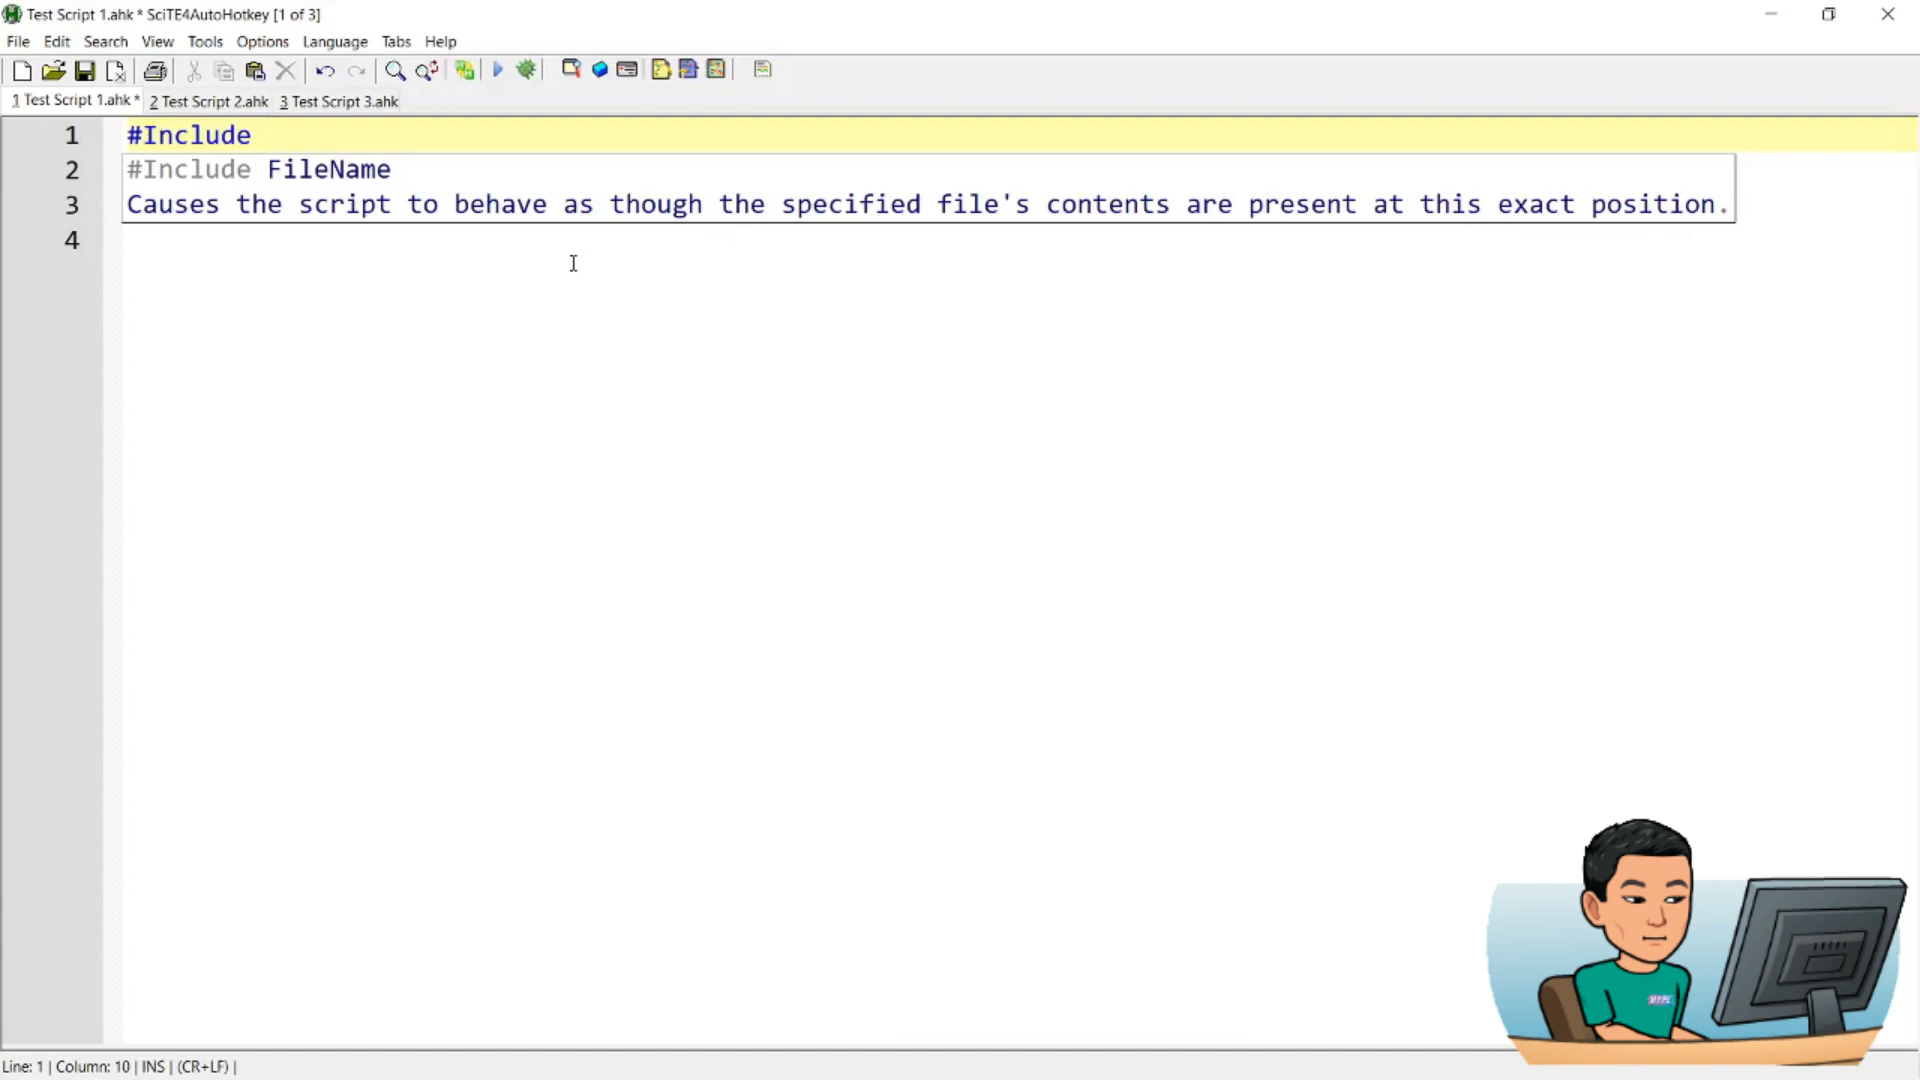 Test Script 1.ahk * SciTE4AutoHotkey [1 of 3]
File Edit Search View Tools Options Language Tabs Help
1 Test Script 1.ahk * 2 Test Script 2.ahk 3 Test Script 3.ahk
1 #Include
2 #Include FileName
3 Causes the script to behave as though the specified file's contents are present at this exact position.
4
Line: 1 | Column: 10 | INS | (CR+LF) |